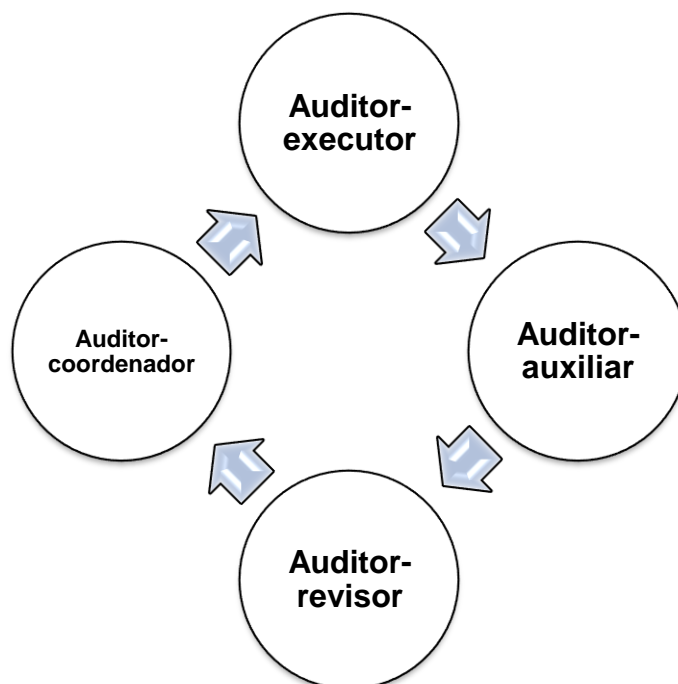 Auditor-
executor
Auditor-
auxiliar
Auditor-
revisor
Auditor-
coordenador